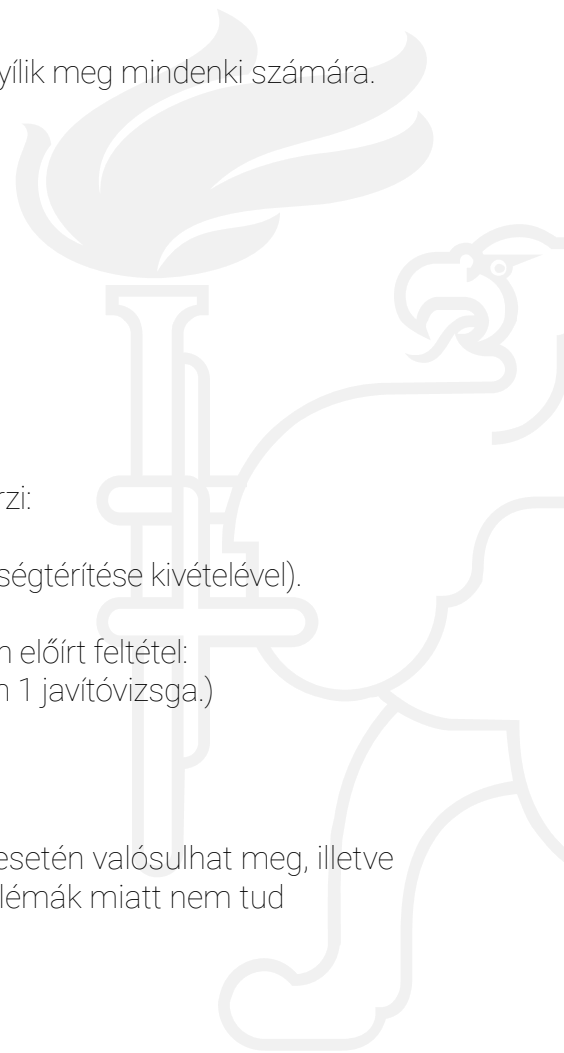 yílik meg mindenki számára.
rzi:
ségtérítése kivételével).
n előírt feltétel:
n 1 javítóvizsga.)
esetén valósulhat meg, illetve
lémák miatt nem tud